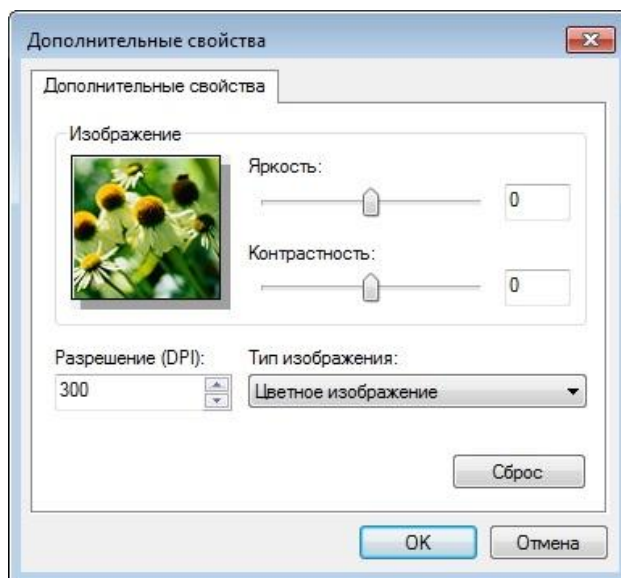 Дополнительные свойства
Дополнительные свойства
Изображение
Яркость:
0
Контрастность:
0
Разрешение (DPI):
Тип изображения:
300
Цветное изображение
Сброс
OK
Отмена